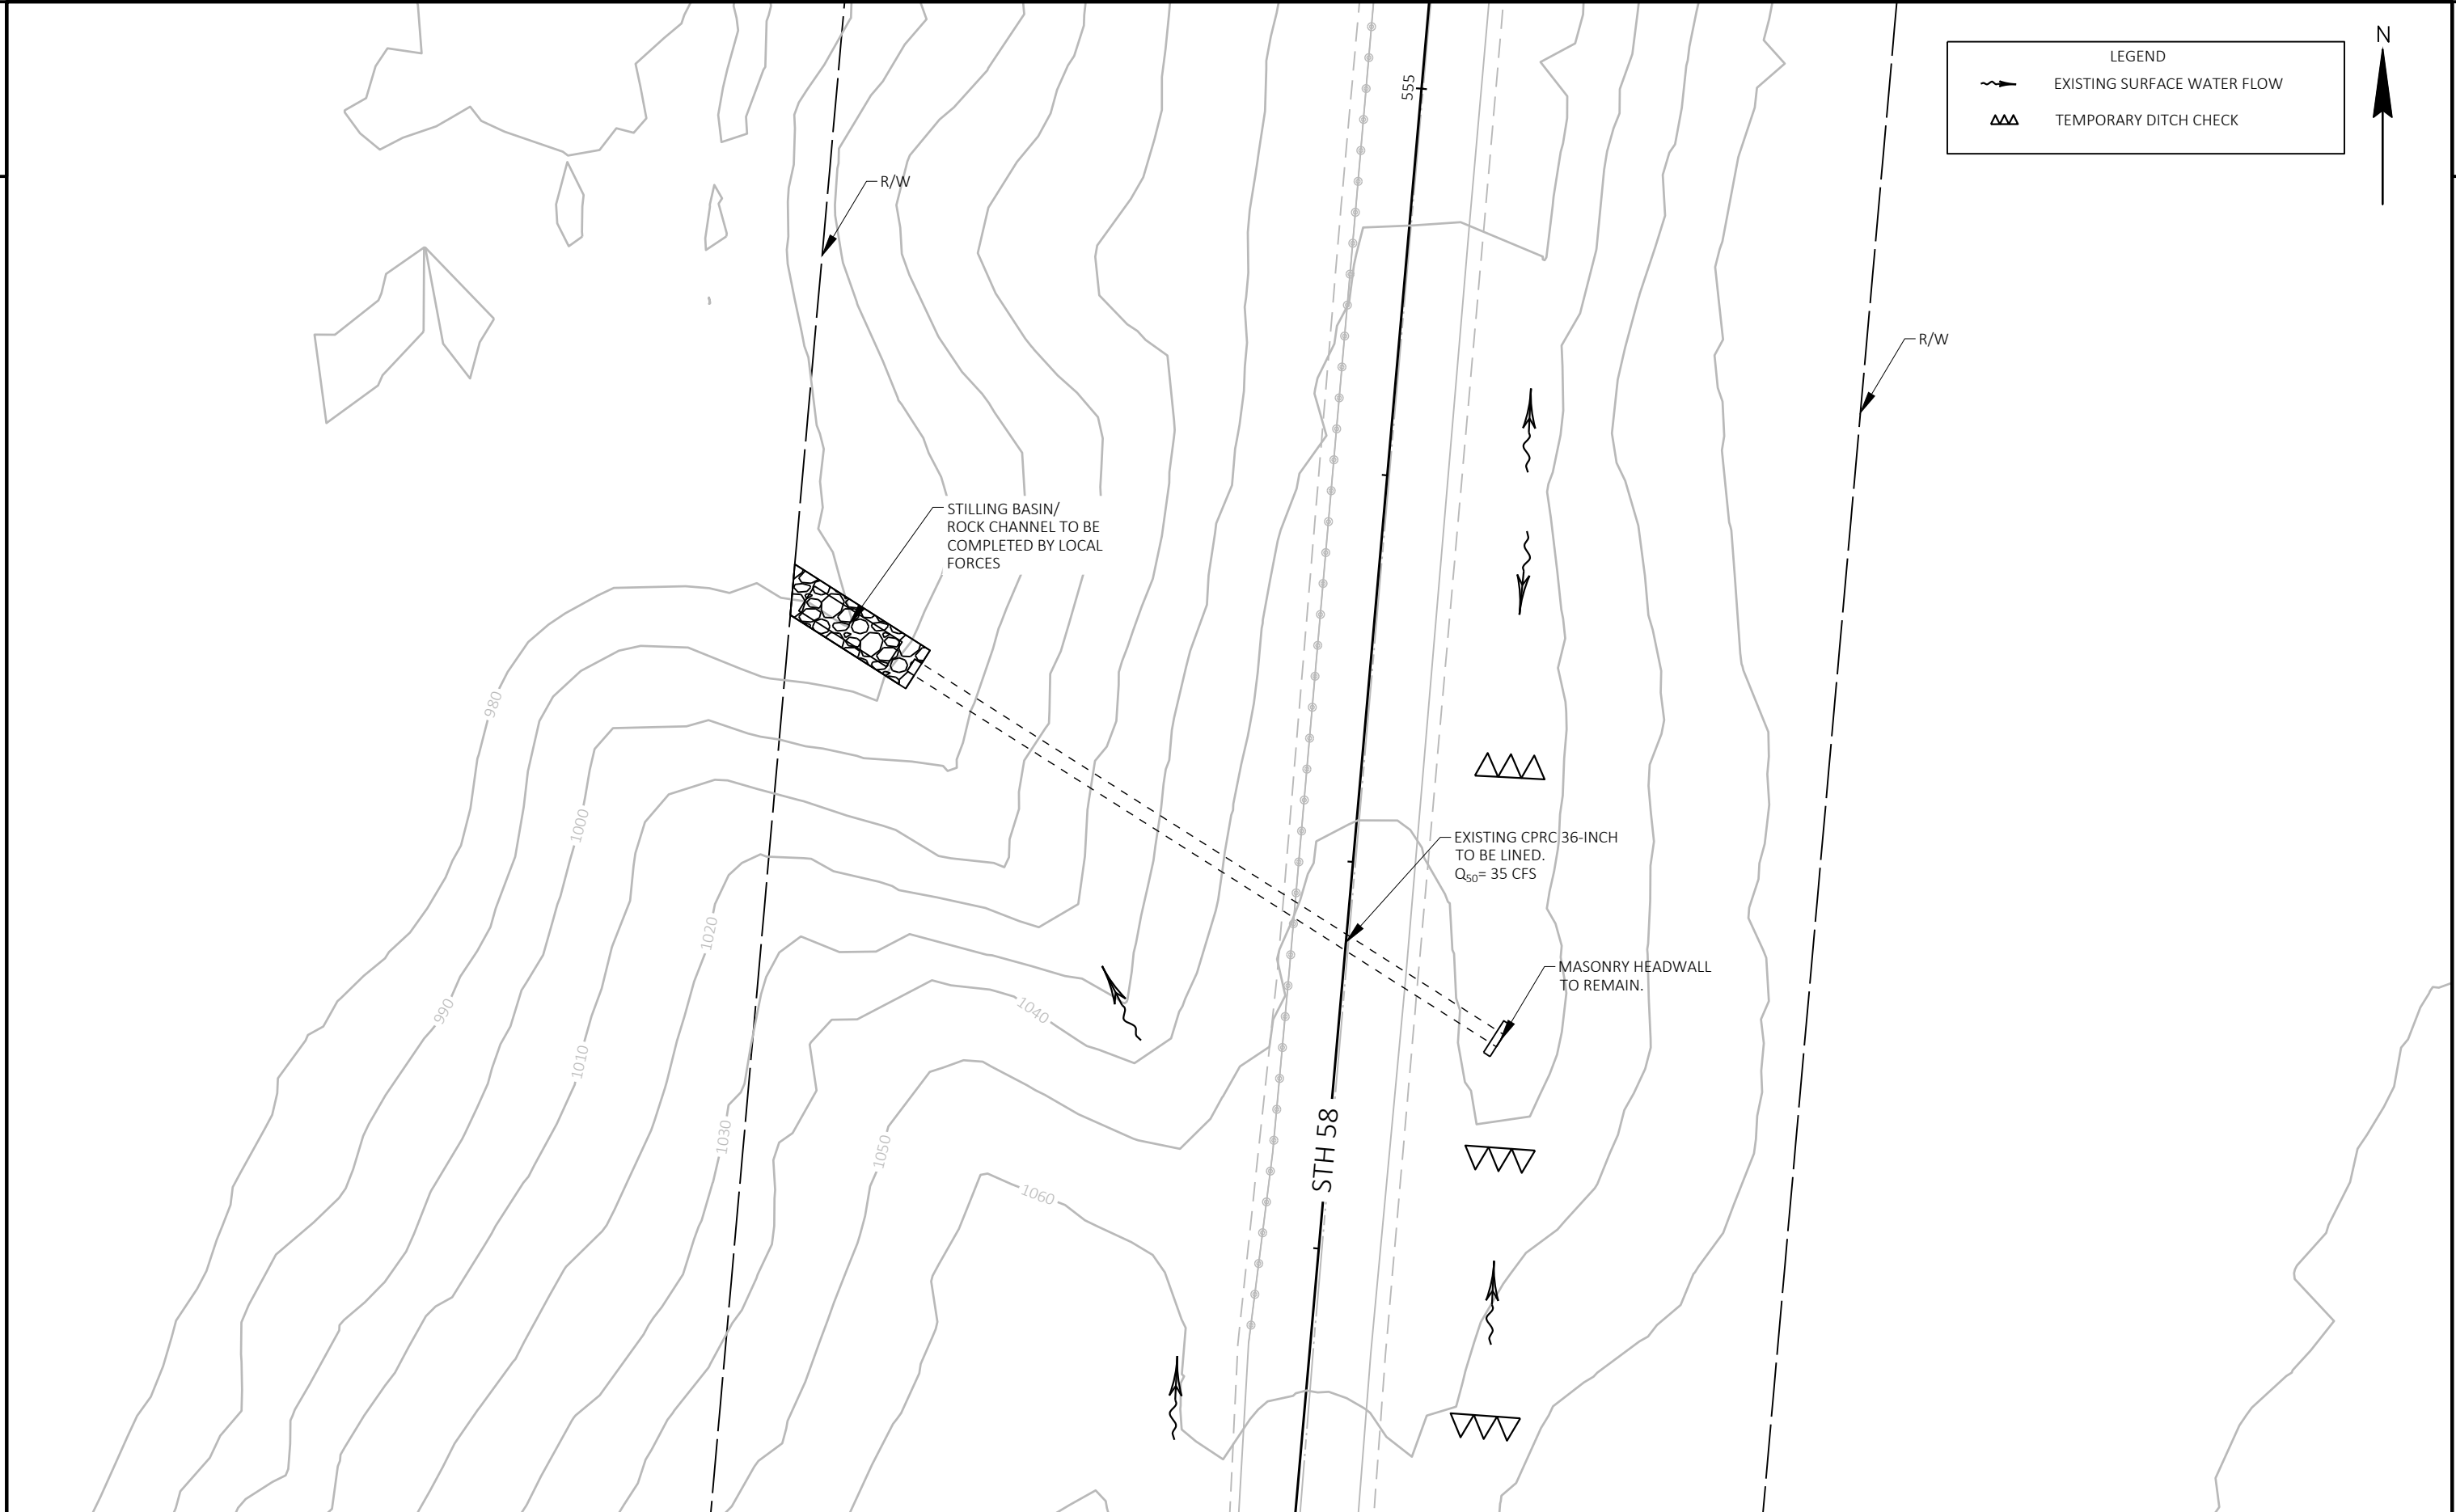 LEGEND
EXISTING SURFACE WATER FLOW
TEMPORARY DITCH CHECK
N
555
R/W
R/W
STILLING BASIN/
ROCK CHANNEL TO BE
COMPLETED BY LOCAL
FORCES
980
1000
EXISTING CPRC 36-INCH
TO BE LINED.
Q50= 35 CFS
1020
MASONRY HEADWALL
TO REMAIN.
990
1040
1010
1030
1050
STH 58
1060